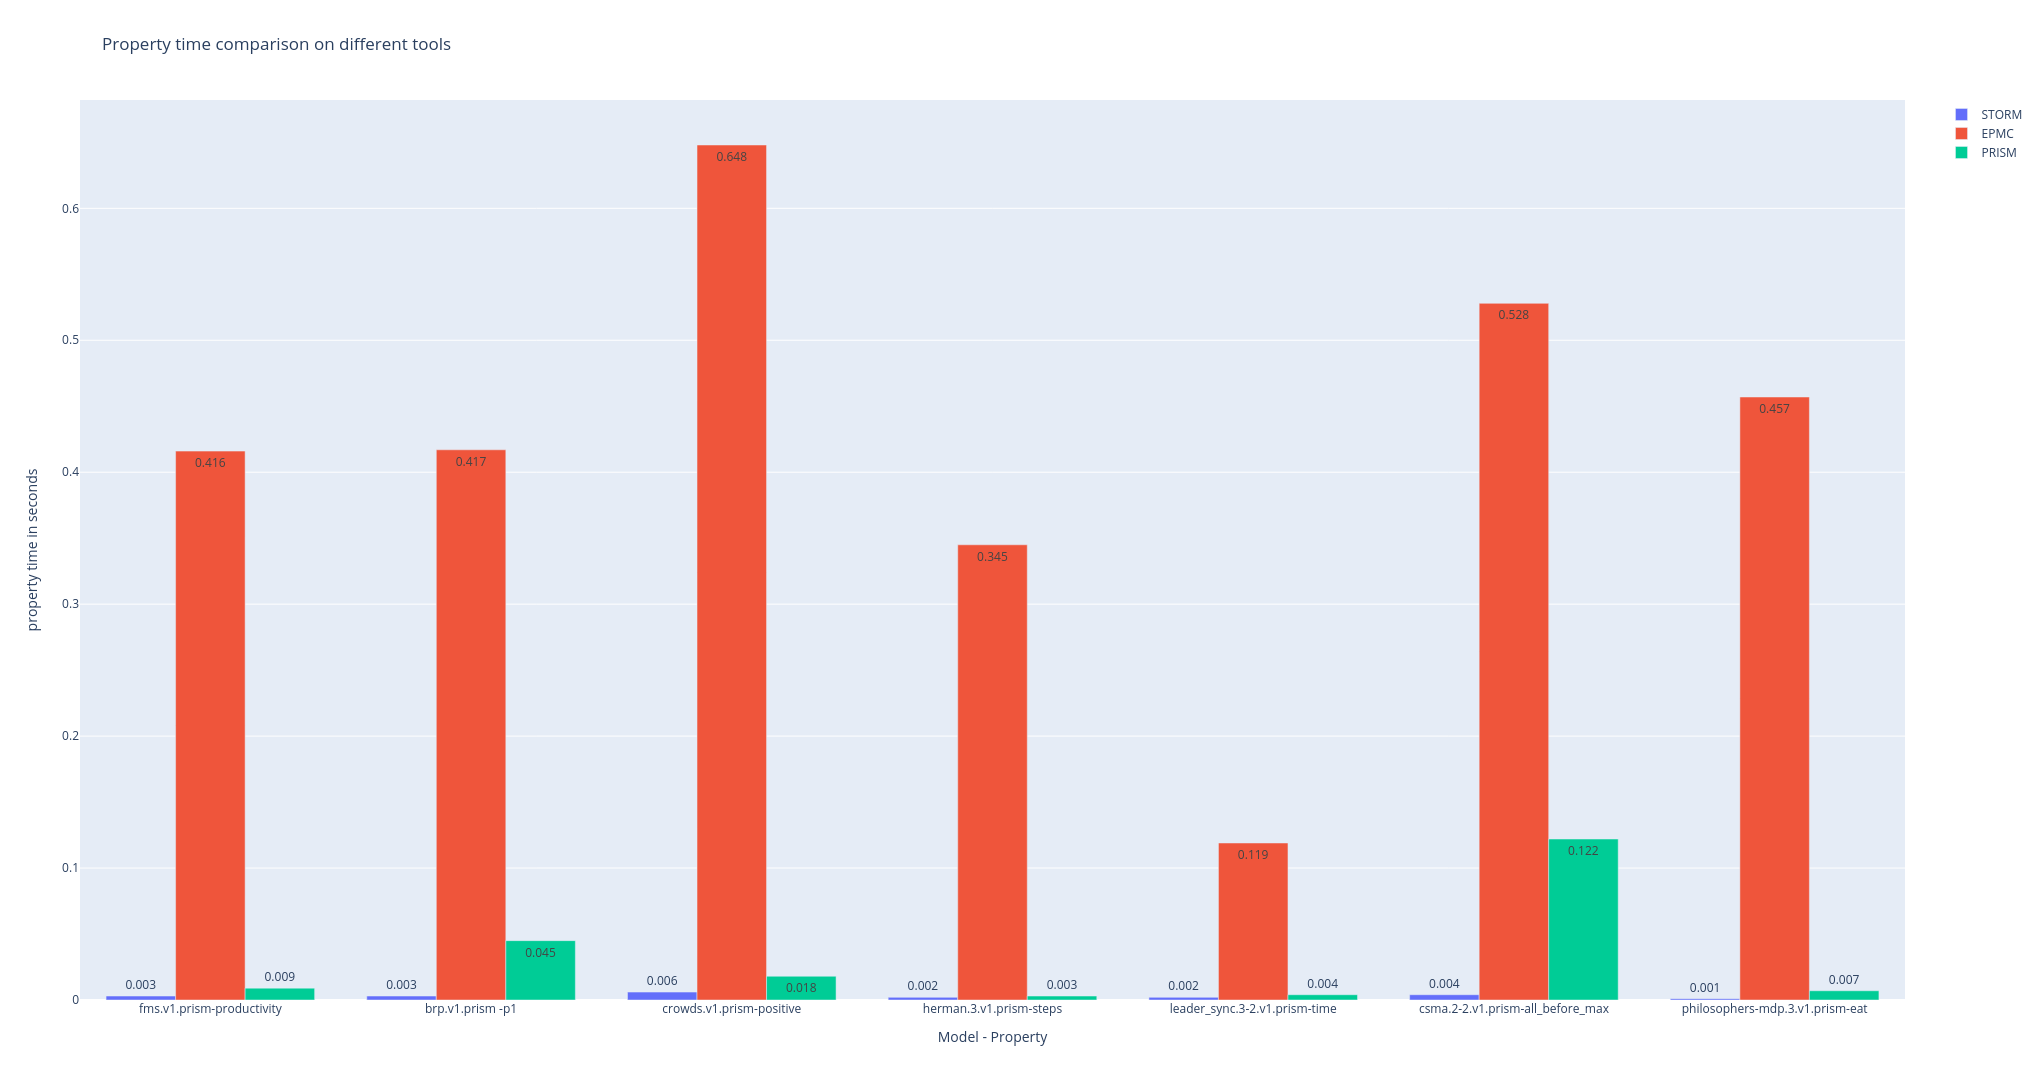 Property time comparison on different tools
STORM
EPMC
PRISM
property time in seconds
0.6
0.5
0.4
0.3
0.2
0.1
0
0.003
0.416
0.009
0.003
0.417
0.045
0.006
0.648
0.018
0.002
0.345
0.003
0.002
0.119
0.004
0.004
0.528
0.122
0.001
0.457
0.007
fms.v1.prism-productivity
brp.v1.prism -p1
crowds.v1.prism-positive
herman.3.v1.prism-steps
leader_sync.3-2.v1.prism-time
csma.2-2.v1.prism-all_before_max
philosophers-mdp.3.v1.prism-eat
Model - Property